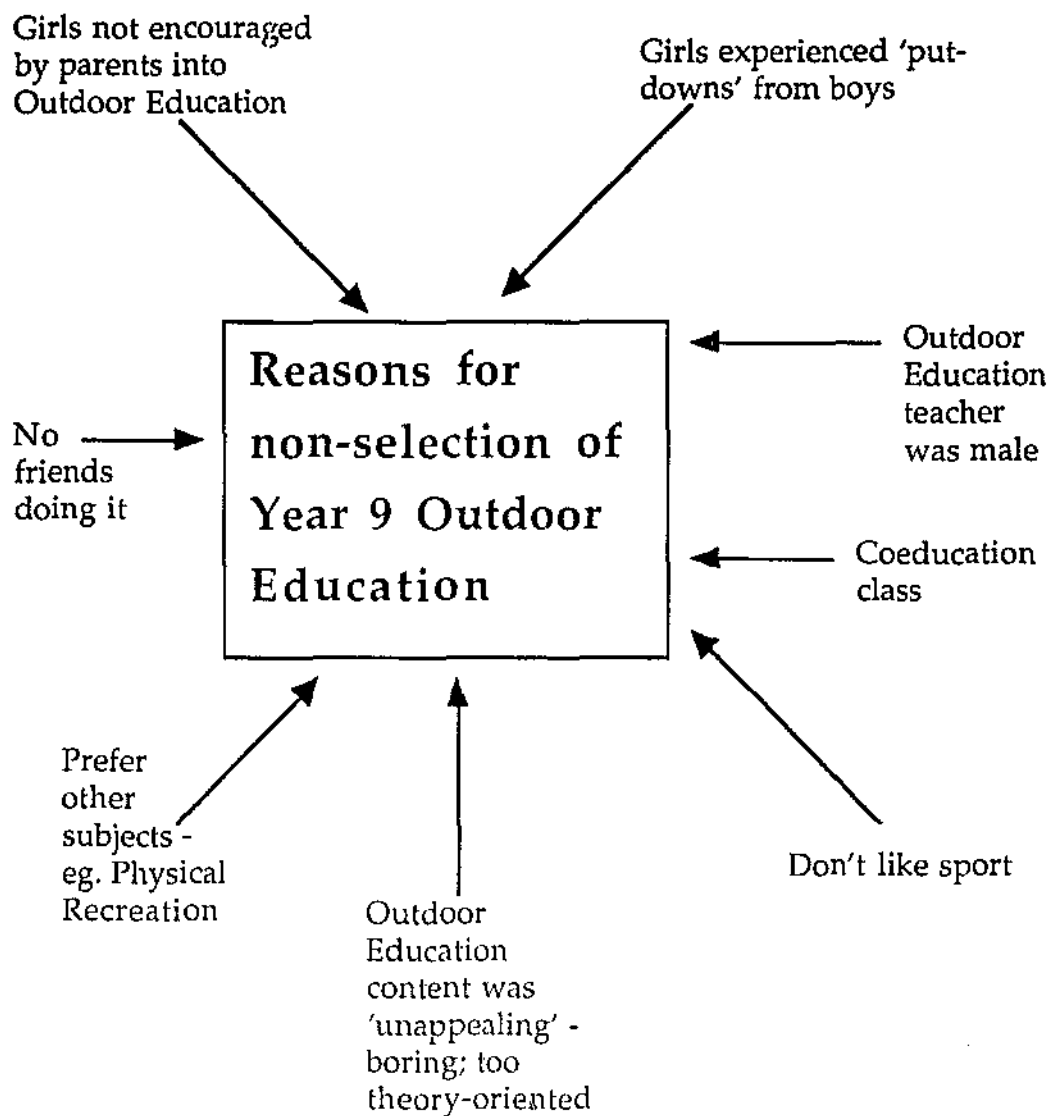 Girls not encouraged
by parents into
Outdoor Education
Girls experienced 'put-
downs' from boys
Outdoor
Education
teacher
was male
Reasons for
non-selection of
Year 9 Outdoor
Education
No
friends
doing it
Coeducation
class
Prefer
other
subjects -
eg. Physical
Recreation
Don't like sport
Outdoor
Education
content was
'unappealing' -
boring; too
theory-oriented